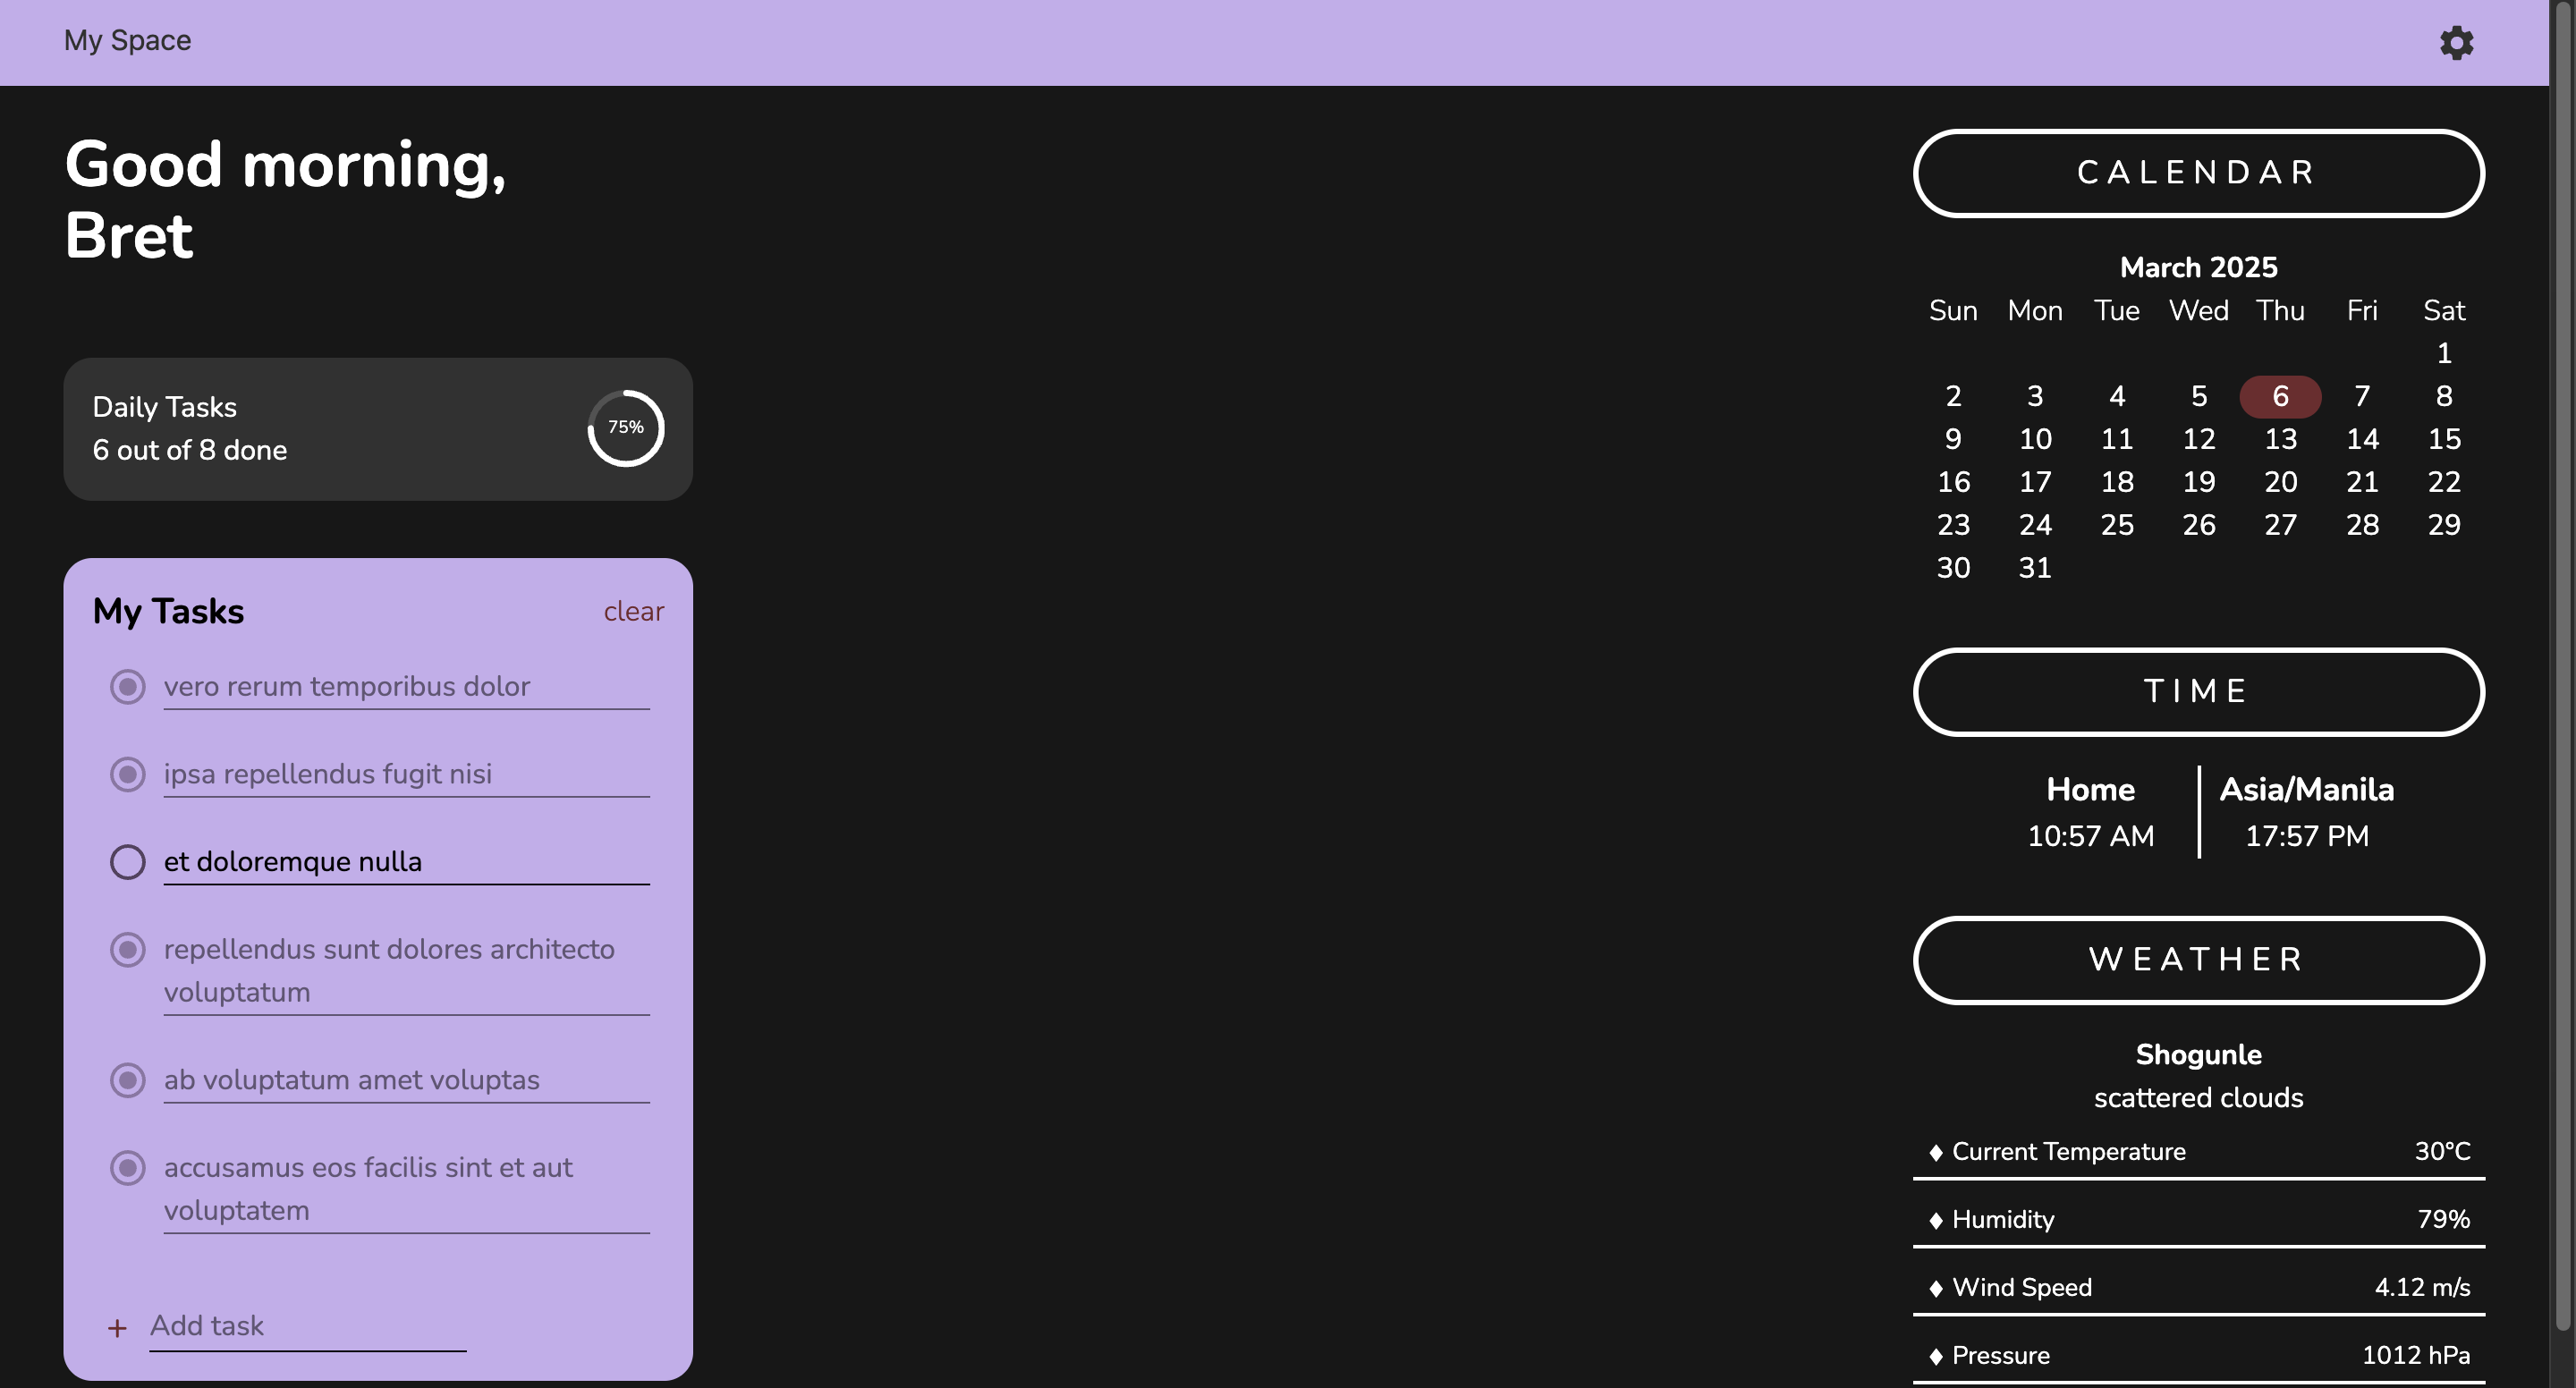 My Space
Good morning,
Bret
Daily Tasks
6 out of 8 done
75%
My Tasks
clear
vero rerum temporibus dolor
ipsa repellendus fugit nisi
et doloremque nulla
repellendus sunt dolores architecto
voluptatum
ab voluptatum amet voluptas
accusamus eos facilis sint et aut
voluptatem
+ Add task
CALENDAR
March 2025
Sun Mon Tue Wed Thu Fri Sat
1
2 3 4 5 6 7 8
9 10 11 12 13 14 15
16 17 18 19 20 21 22
23 24 25 26 27 28 29
30 31
TIME
Home Asia/Manila
10:57 AM 17:57 PM
WEATHER
Shogunle
scattered clouds
♦ Current Temperature 30°C
♦ Humidity 79%
♦ Wind Speed 4.12 m/s
♦ Pressure 1012 hPa